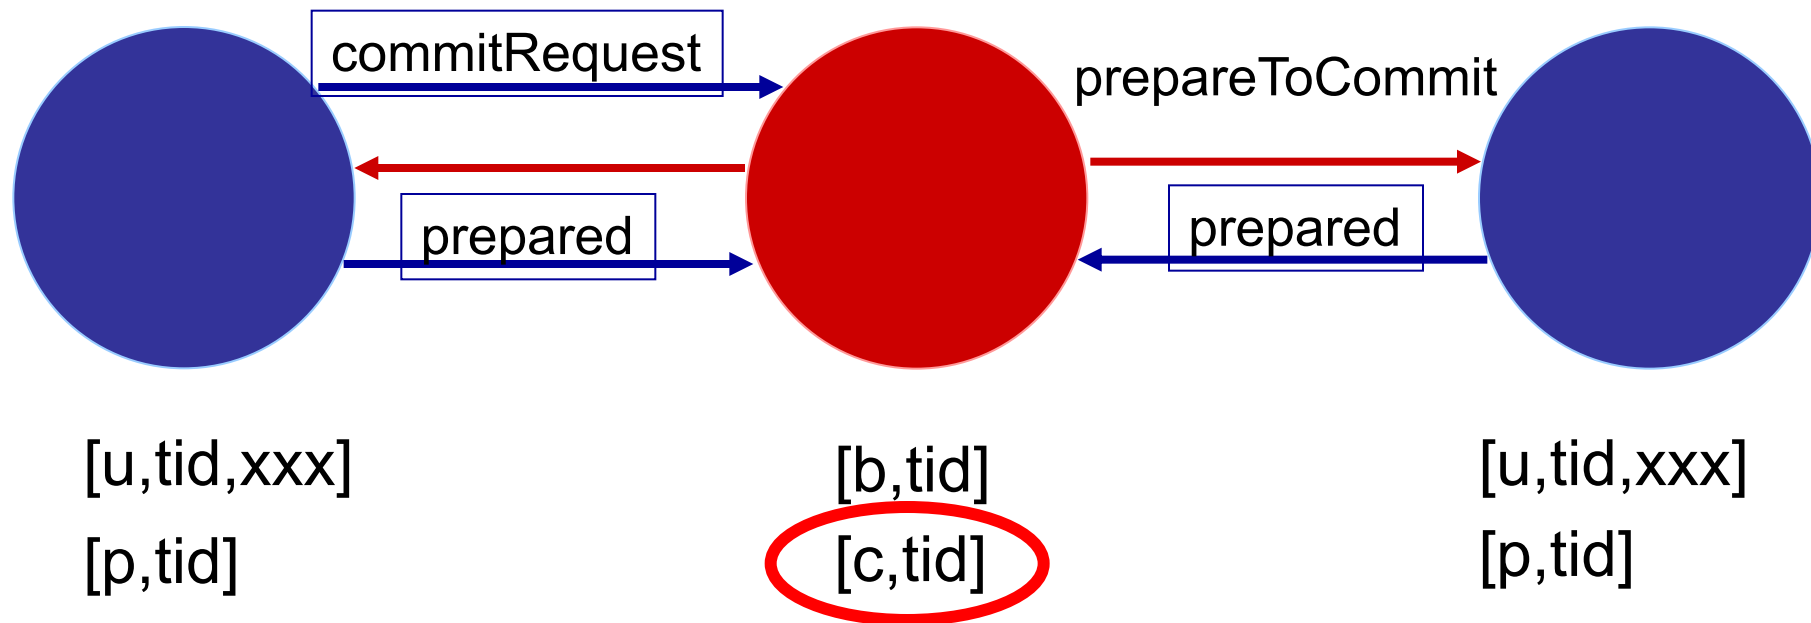 commitRequest
prepareToCommit
prepared
prepared
[u,tid,xxx]
[b,tid]
[u,tid,xxx]
[p,tid]
[c,tid]
[p,tid]